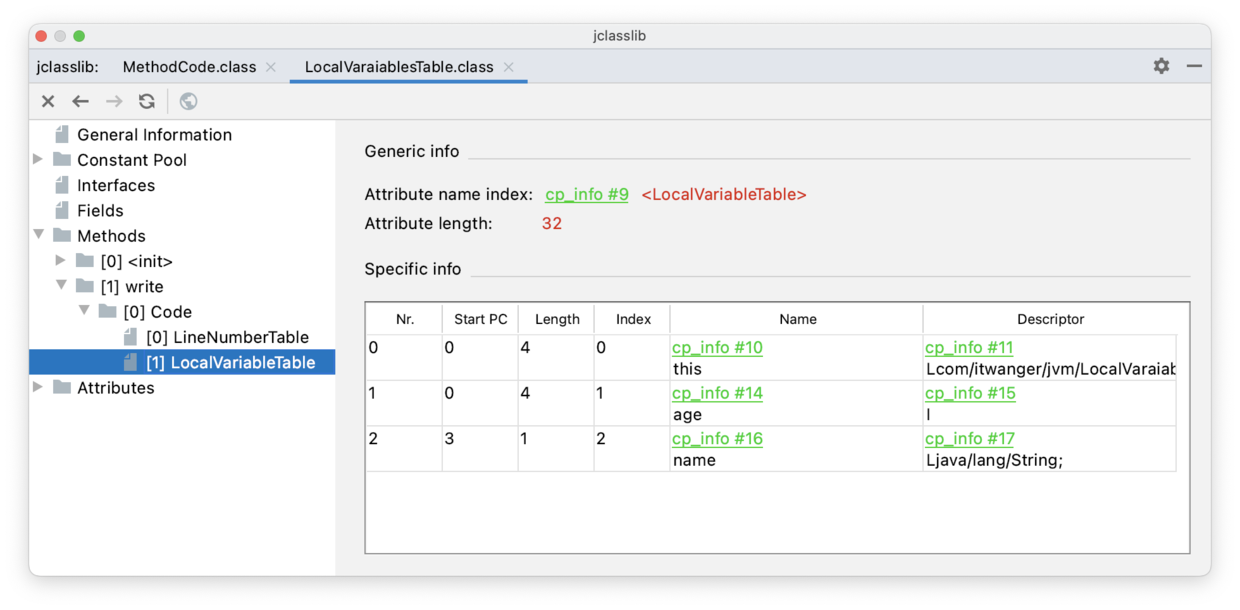 jclasslib
jclasslib: MethodCode.class LocalVaraiablesTable.class
General Information
Constant Pool
Interfaces
Fields
Methods
[0] <init>
[1] write
[0] Code
[0] LineNumberTable
[1] LocalVariableTable
Attributes
Generic info
Attribute name index: cp_info #9 <LocalVariableTable>
Attribute length: 32
Specific info
Nr. Start PC Length Index Name Descriptor
0 0 4 0 cp_info #10 cp_info #11
this Lcom/itwanger/jvm/LocalVaraiab
1 0 4 1 cp_info #14 cp_info #15
age I
2 3 1 2 cp_info #16 cp_info #17
name Ljava/lang/String;